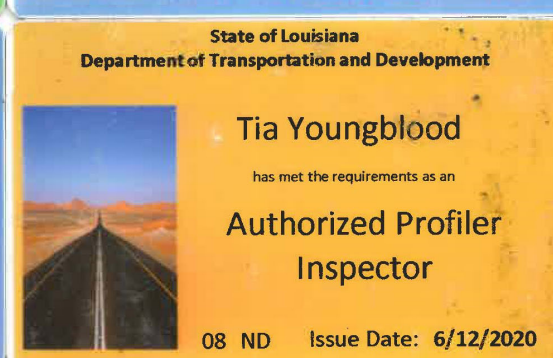 State of Louisiana
Department of Transportation and Development
Tia Youngblood
has met the requirements as an
Authorized Profiler
Inspector
08 ND Issue Date: 6/12/2020